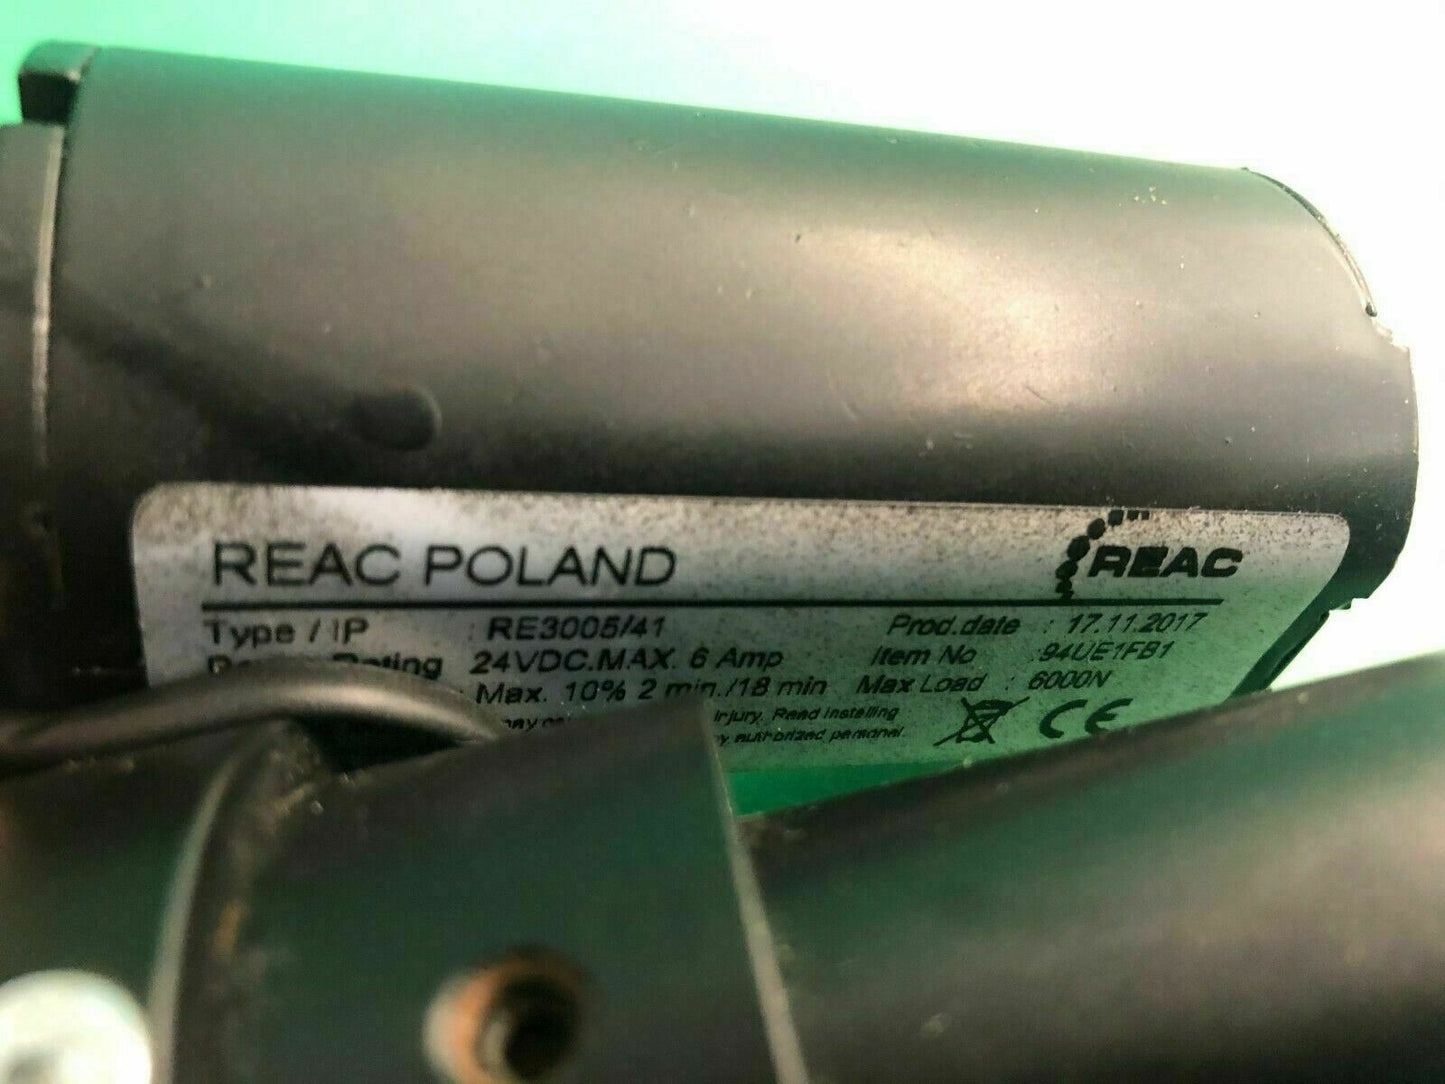 REAC POLAND REAC
Type / IP : RE3005/41 Prod.date : 17.11.2017
Rating 24VDC.MAX. 6 Amp Item No :94UE1FB1
Max. 10% 2 min./18 min Max Load : 6000N
Read installing CE
authorized personal.